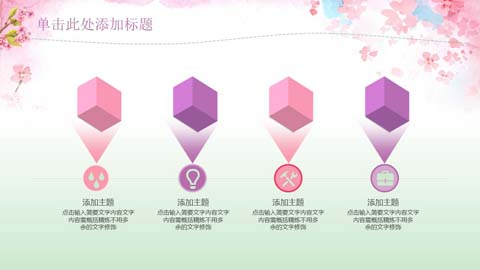 单击此处添加标题
添加主题
点击输入简要文字内容文字
内容需概括精炼不用多
余的文字修饰
添加主题
点击输入简要文字内容文字
内容需概括精炼不用多
余的文字修饰
添加主题
点击输入简要文字内容文字
内容需概括精炼不用多
余的文字修饰
添加主题
点击输入简要文字内容文字
内容需概括精炼不用多
余的文字修饰